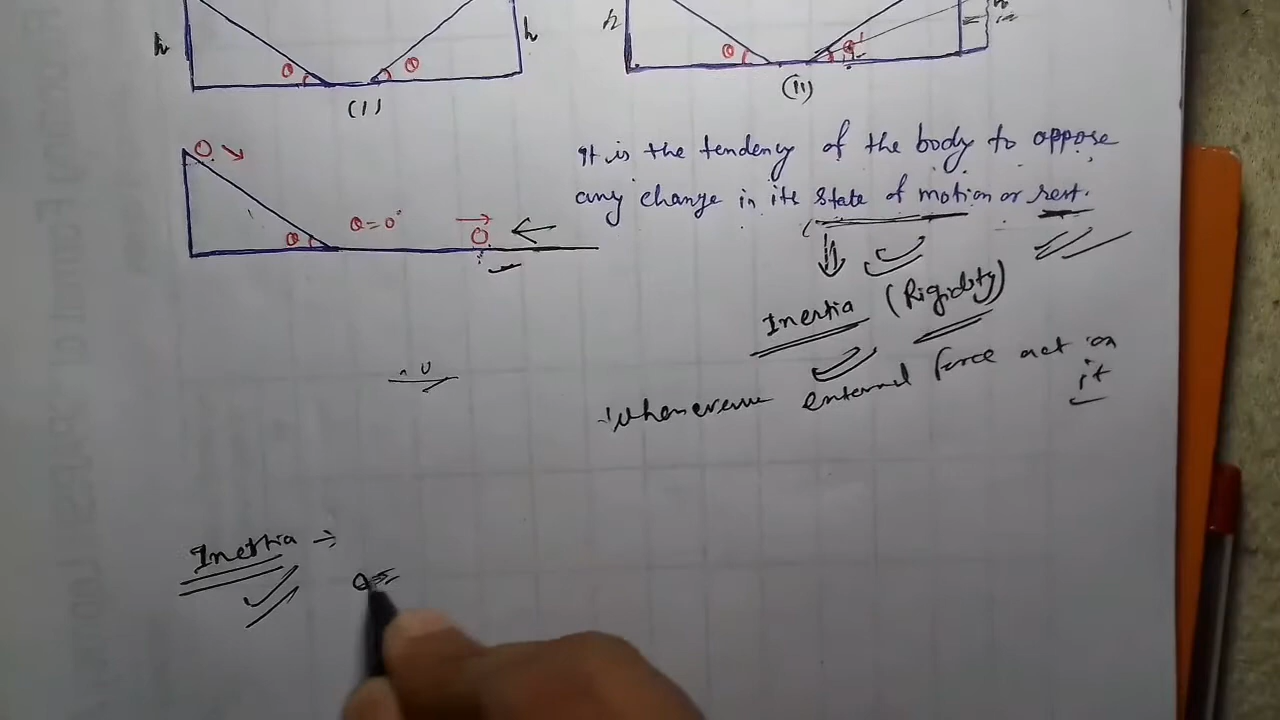 h
θ
θ
h
(I)
h
θ
θ'
(II)
θ
θ=0°
It is the tendency of the body to oppose
any change in its state of motion or rest.
Inertia (Rigidity)
external force act on
it
Inertia →